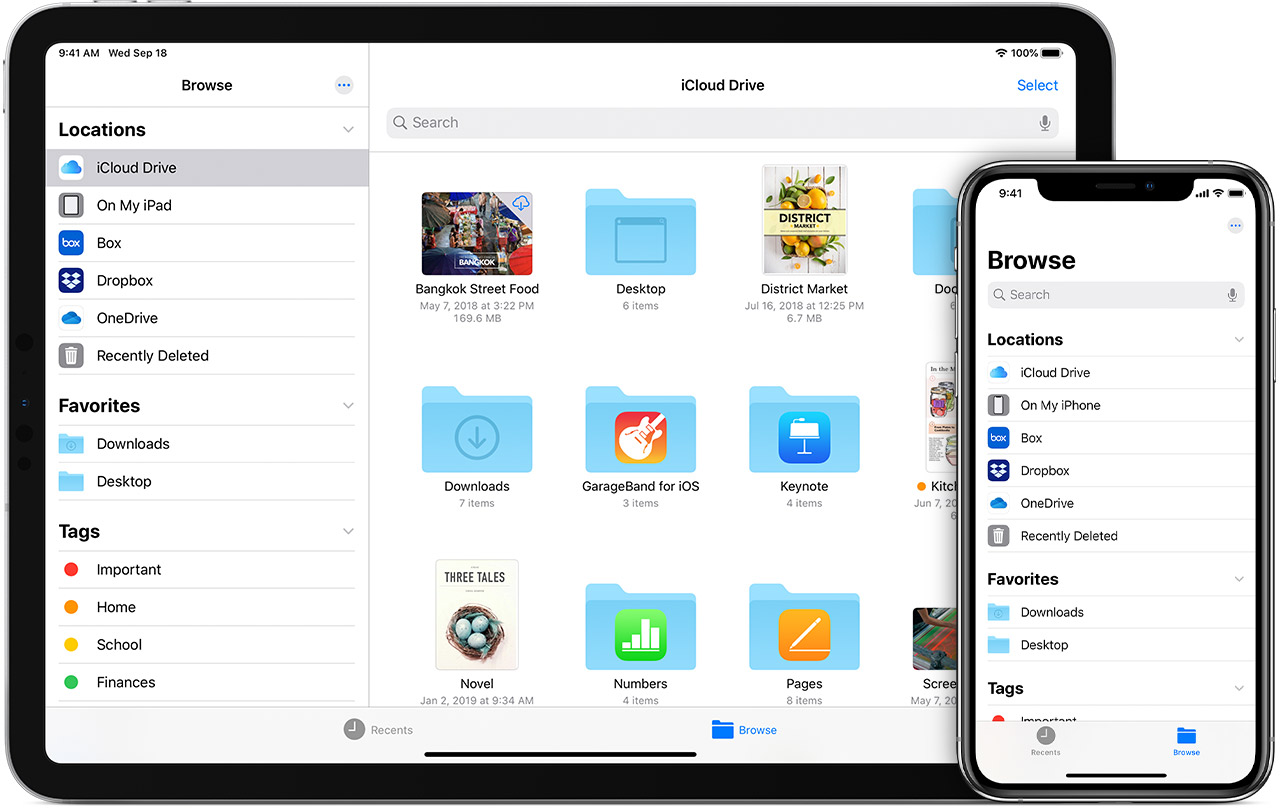 9:41 AM Wed Sep 18
100%
Browse
iCloud Drive
Select
Search
Locations
iCloud Drive
On My iPad
box
Box
Dropbox
OneDrive
Recently Deleted
Favorites
Downloads
Desktop
Tags
Important
Home
School
Finances
BANGKOK
DISTRICT
MARKET
Bangkok Street Food
May 7, 2018 at 3:22 PM
169.6 MB
Desktop
6 items
District Market
Jul 16, 2018 at 12:25 PM
6.7 MB
Downloads
7 items
GarageBand for iOS
3 items
Keynote
4 items
In the
Kitc
Jun 7, 20
THREE TALES
Novel
Jan 2, 2019 at 9:34 AM
Numbers
4 items
Pages
8 items
Scree
May 7, 20
Recents
Browse
9:41
Browse
Search
Locations
iCloud Drive
On My iPhone
box
Box
Dropbox
OneDrive
Recently Deleted
Favorites
Downloads
Desktop
Tags
Important
Recents
Browse